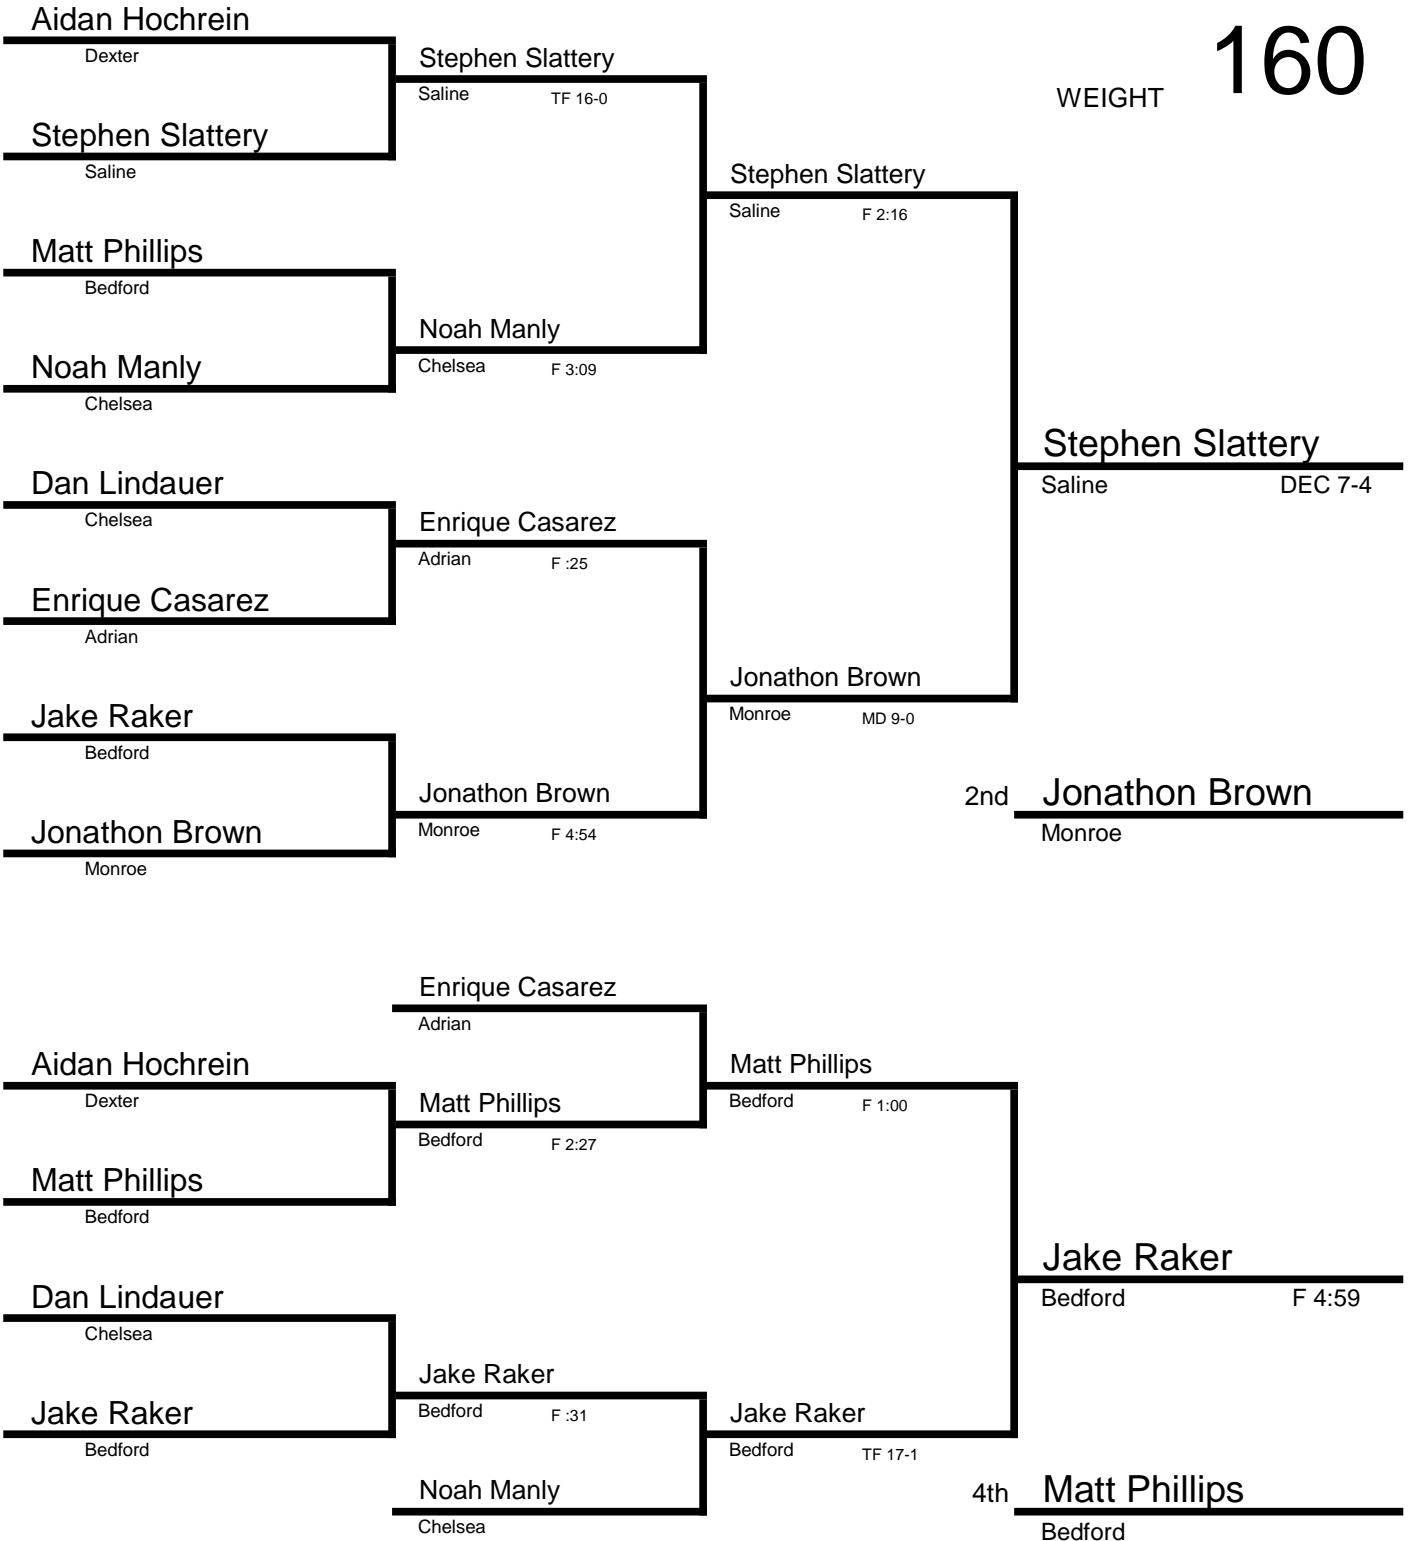 Aidan Hochrein
Dexter
Stephen Slattery
Saline TF 16-0
160
WEIGHT
Stephen Slattery
Saline
Stephen Slattery
Saline F 2:16
Matt Phillips
Bedford
Noah Manly
Chelsea F 3:09
Noah Manly
Chelsea
Stephen Slattery
Saline DEC 7-4
Dan Lindauer
Chelsea
Enrique Casarez
Adrian F :25
Enrique Casarez
Adrian
Jonathon Brown
Monroe MD 9-0
Jake Raker
Bedford
Jonathon Brown
Monroe F 4:54
2nd Jonathon Brown
Monroe
Jonathon Brown
Monroe
Enrique Casarez
Adrian
Aidan Hochrein
Dexter
Matt Phillips
Bedford F 1:00
Matt Phillips
Bedford F 2:27
Matt Phillips
Bedford
Jake Raker
Bedford F 4:59
Dan Lindauer
Chelsea
Jake Raker
Bedford F :31
Jake Raker
Bedford
Jake Raker
Bedford TF 17-1
Noah Manly
Chelsea
4th Matt Phillips
Bedford